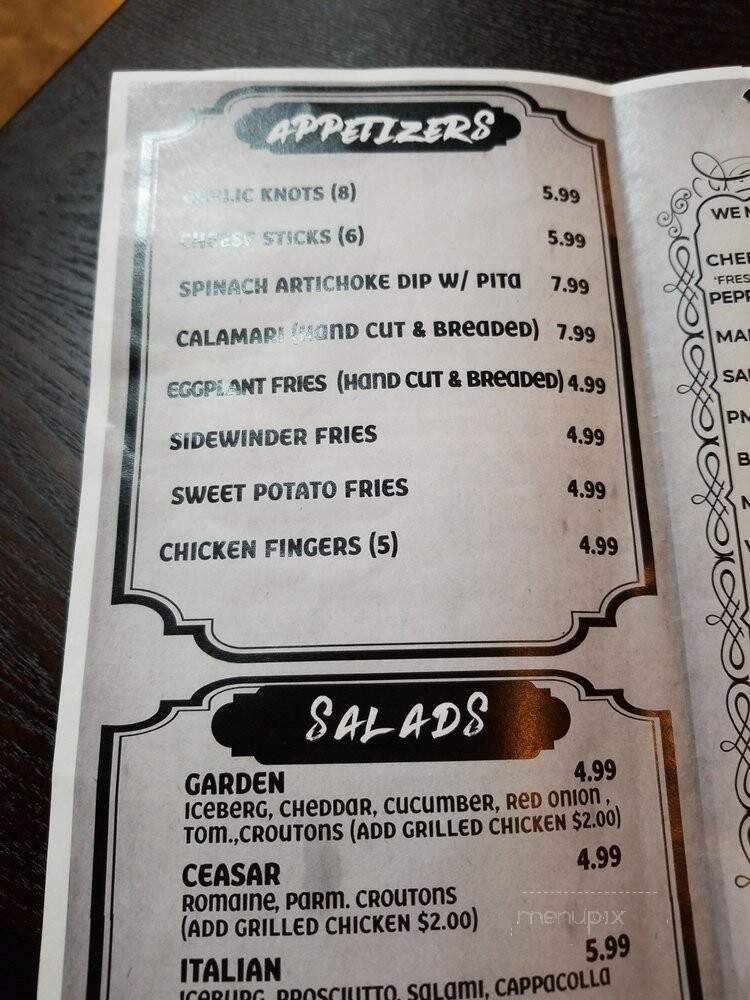 APPETIZERS
GARLIC KNOTS (8) 5.99
CHEESE STICKS (6) 5.99
SPINACH ARTICHOKE DIP W/ PITA 7.99
CALAMARI (HAND CUT & BREADED) 7.99
EGGPLANT FRIES (HAND CUT & BREADED) 4.99
SIDEWINDER FRIES 4.99
SWEET POTATO FRIES 4.99
CHICKEN FINGERS (5) 4.99
SALADS
GARDEN 4.99
ICEBERG, CHEDDAR, CUCUMBER, RED ONION,
TOM.,CROUTONS (ADD GRILLED CHICKEN $2.00)
CEASAR 4.99
ROMAINE, PARM. CROUTONS
(ADD GRILLED CHICKEN $2.00)
ITALIAN 5.99
ICEBURG, PROSCIUTTO, SALAMI, CAPPACOLLA
WE
menupix